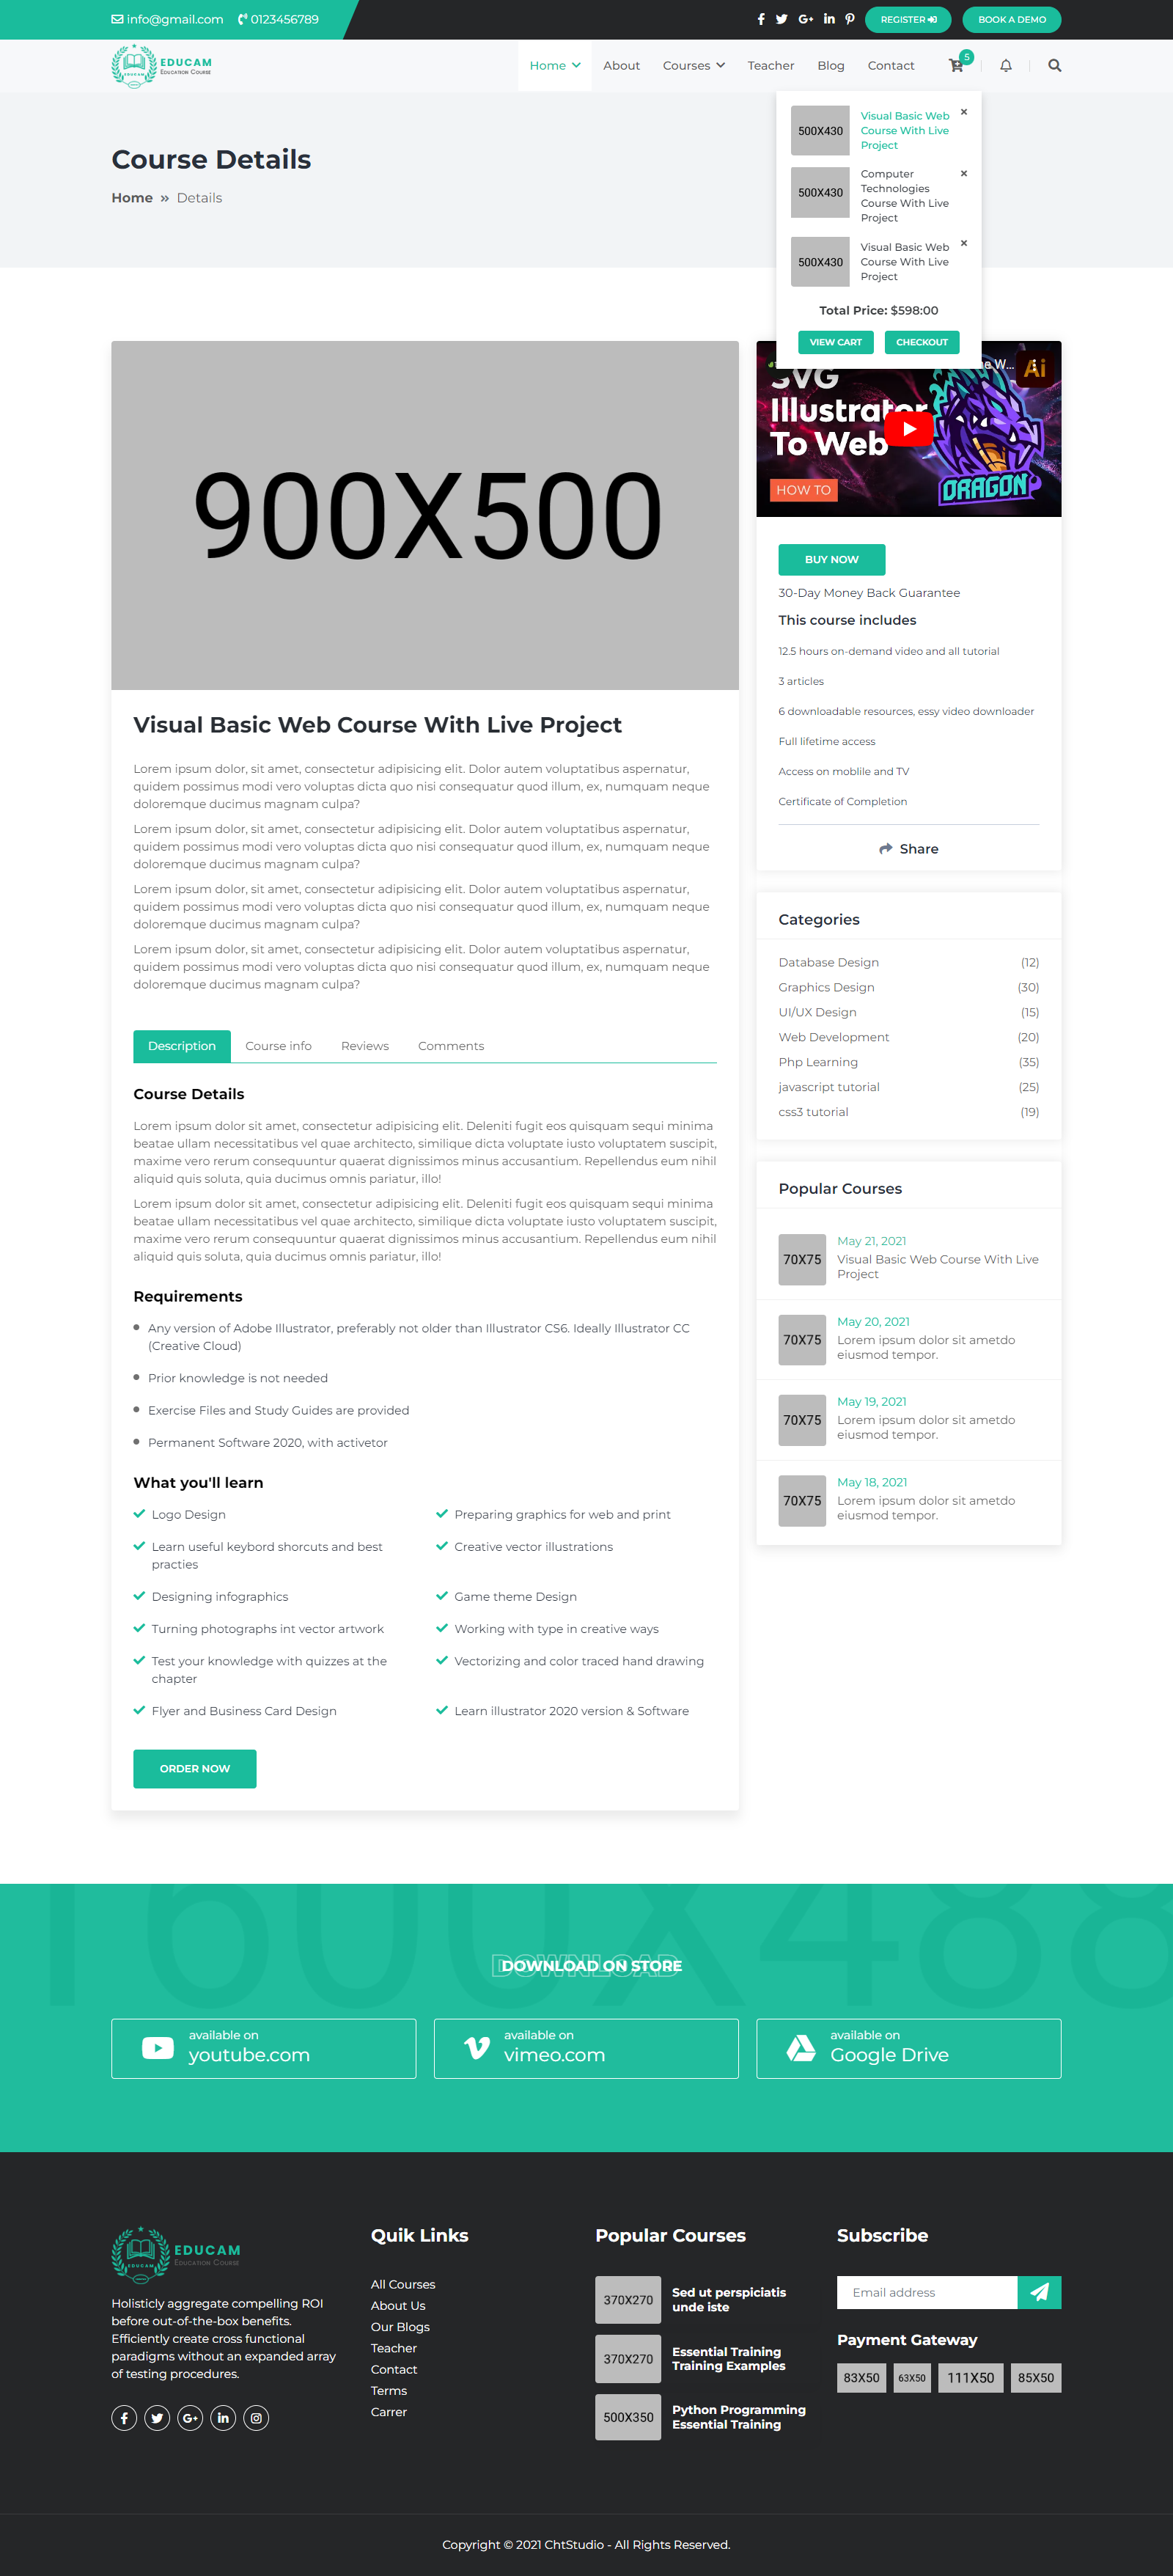 info@gmail.com 0123456789
REGISTER
BOOK A DEMO
EDUCAM
EDUCATION COURSE
EDUCAM
Home
About
Courses
Teacher
Blog
Contact
5
Course Details
Home » Details
500X430
Visual Basic Web
Course With Live
Project
×
500X430
Computer
Technologies
Course With Live
Project
×
500X430
Visual Basic Web
Course With Live
Project
×
Total Price: $598:00
VIEW CART
CHECKOUT
900X500
W...
Ai
SVG
Illustrator
To Web
HOW TO
DRAGON
BUY NOW
30-Day Money Back Guarantee
This course includes
12.5 hours on-demand video and all tutorial
3 articles
6 downloadable resources, essy video downloader
Full lifetime access
Access on moblile and TV
Certificate of Completion
Share
Visual Basic Web Course With Live Project
Lorem ipsum dolor, sit amet, consectetur adipisicing elit. Dolor autem voluptatibus aspernatur,
quidem possimus modi vero voluptas dicta quo nisi consequatur quod illum, ex, numquam neque
doloremque ducimus magnam culpa?
Lorem ipsum dolor, sit amet, consectetur adipisicing elit. Dolor autem voluptatibus aspernatur,
quidem possimus modi vero voluptas dicta quo nisi consequatur quod illum, ex, numquam neque
doloremque ducimus magnam culpa?
Lorem ipsum dolor, sit amet, consectetur adipisicing elit. Dolor autem voluptatibus aspernatur,
quidem possimus modi vero voluptas dicta quo nisi consequatur quod illum, ex, numquam neque
doloremque ducimus magnam culpa?
Lorem ipsum dolor, sit amet, consectetur adipisicing elit. Dolor autem voluptatibus aspernatur,
quidem possimus modi vero voluptas dicta quo nisi consequatur quod illum, ex, numquam neque
doloremque ducimus magnam culpa?
Description
Course info
Reviews
Comments
Course Details
Lorem ipsum dolor sit amet, consectetur adipisicing elit. Deleniti fugit eos quisquam sequi minima
beatae ullam necessitatibus vel quae architecto, similique dicta voluptate iusto voluptatem suscipit,
maxime vero rerum consequuntur quaerat dignissimos minus accusantium. Repellendus eum nihil
aliquid quis soluta, quia ducimus omnis pariatur, illo!
Lorem ipsum dolor sit amet, consectetur adipisicing elit. Deleniti fugit eos quisquam sequi minima
beatae ullam necessitatibus vel quae architecto, similique dicta voluptate iusto voluptatem suscipit,
maxime vero rerum consequuntur quaerat dignissimos minus accusantium. Repellendus eum nihil
aliquid quis soluta, quia ducimus omnis pariatur, illo!
Requirements
Any version of Adobe Illustrator, preferably not older than Illustrator CS6. Ideally Illustrator CC
(Creative Cloud)
Prior knowledge is not needed
Exercise Files and Study Guides are provided
Permanent Software 2020, with activetor
What you'll learn
Logo Design
Preparing graphics for web and print
Learn useful keybord shorcuts and best
practies
Creative vector illustrations
Designing infographics
Game theme Design
Turning photographs int vector artwork
Working with type in creative ways
Test your knowledge with quizzes at the
chapter
Vectorizing and color traced hand drawing
Flyer and Business Card Design
Learn illustrator 2020 version & Software
ORDER NOW
Categories
Database Design (12)
Graphics Design (30)
UI/UX Design (15)
Web Development (20)
Php Learning (35)
javascript tutorial (25)
css3 tutorial (19)
Popular Courses
70X75
May 21, 2021
Visual Basic Web Course With Live
Project
70X75
May 20, 2021
Lorem ipsum dolor sit ametdo
eiusmod tempor.
70X75
May 19, 2021
Lorem ipsum dolor sit ametdo
eiusmod tempor.
70X75
May 18, 2021
Lorem ipsum dolor sit ametdo
eiusmod tempor.
1600X488
DOWNLOAD
DOWNLOAD ON STORE
available on
youtube.com
available on
vimeo.com
available on
Google Drive
EDUCAM
EDUCATION COURSE
EDUCAM
Holisticly aggregate compelling ROI
before out-of-the-box benefits.
Efficiently create cross functional
paradigms without an expanded array
of testing procedures.
Quik Links
All Courses
About Us
Our Blogs
Teacher
Contact
Terms
Carrer
Popular Courses
370X270
Sed ut perspiciatis
unde iste
370X270
Essential Training
Training Examples
500X350
Python Programming
Essential Training
Subscribe
Email address
Payment Gateway
83X50
63X50
111X50
85X50
Copyright © 2021 ChtStudio - All Rights Reserved.